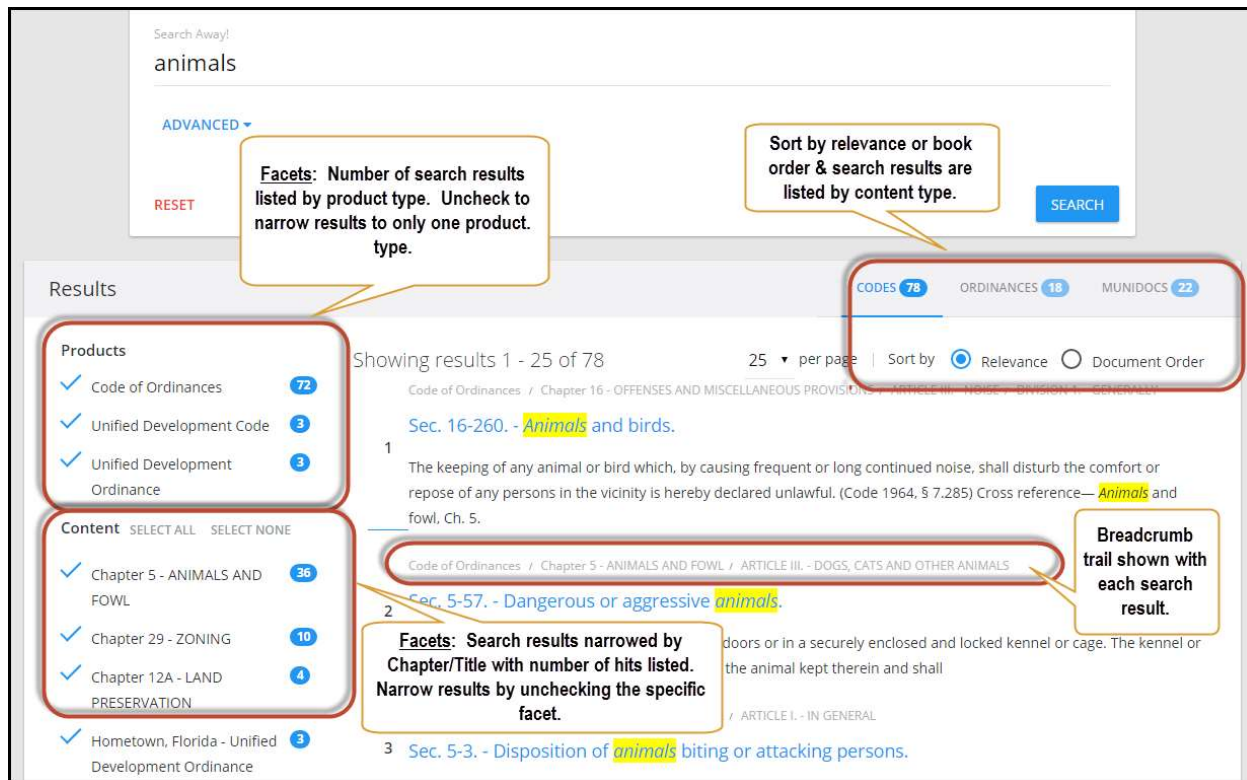 Search Away!
animals
ADVANCED
Facets: Number of search results
listed by product type. Uncheck to
narrow results to only one product.
type.
Sort by relevance or book
order & search results are
listed by content type.
RESET
SEARCH
Results
CODES 78 ORDINANCES 18 MUNIDOCS 22
Products
Code of Ordinances 72
Unified Development Code 3
Unified Development 3
Ordinance
Content SELECT ALL SELECT NONE
Chapter 5 - ANIMALS AND 36
FOWL
Chapter 29 - ZONING 10
Chapter 12A - LAND 4
PRESERVATION
Hometown, Florida - Unified 3
Development Ordinance
Showing results 1 - 25 of 78 25 per page | Sort by Relevance Document Order
Code of Ordinances / Chapter 16 - OFFENSES AND MISCELLANEOUS PROVISIONS / ARTICLE III. - NOISE / DIVISION 1. - GENERALLY
Sec. 16-260. - Animals and birds.
1
The keeping of any animal or bird which, by causing frequent or long continued noise, shall disturb the comfort or
repose of any persons in the vicinity is hereby declared unlawful. (Code 1964, § 7.285) Cross reference— Animals and
fowl, Ch. 5.
Code of Ordinances / Chapter 5 - ANIMALS AND FOWL / ARTICLE III. - DOGS, CATS AND OTHER ANIMALS
Breadcrumb
trail shown with
each search
result.
Sec. 5-57. - Dangerous or aggressive animals.
2
doors or in a securely enclosed and locked kennel or cage. The kennel or
the animal kept therein and shall
Facets: Search results narrowed by
Chapter/Title with number of hits listed.
Narrow results by unchecking the specific
facet.
/ ARTICLE I. - IN GENERAL
3 Sec. 5-3. - Disposition of animals biting or attacking persons.